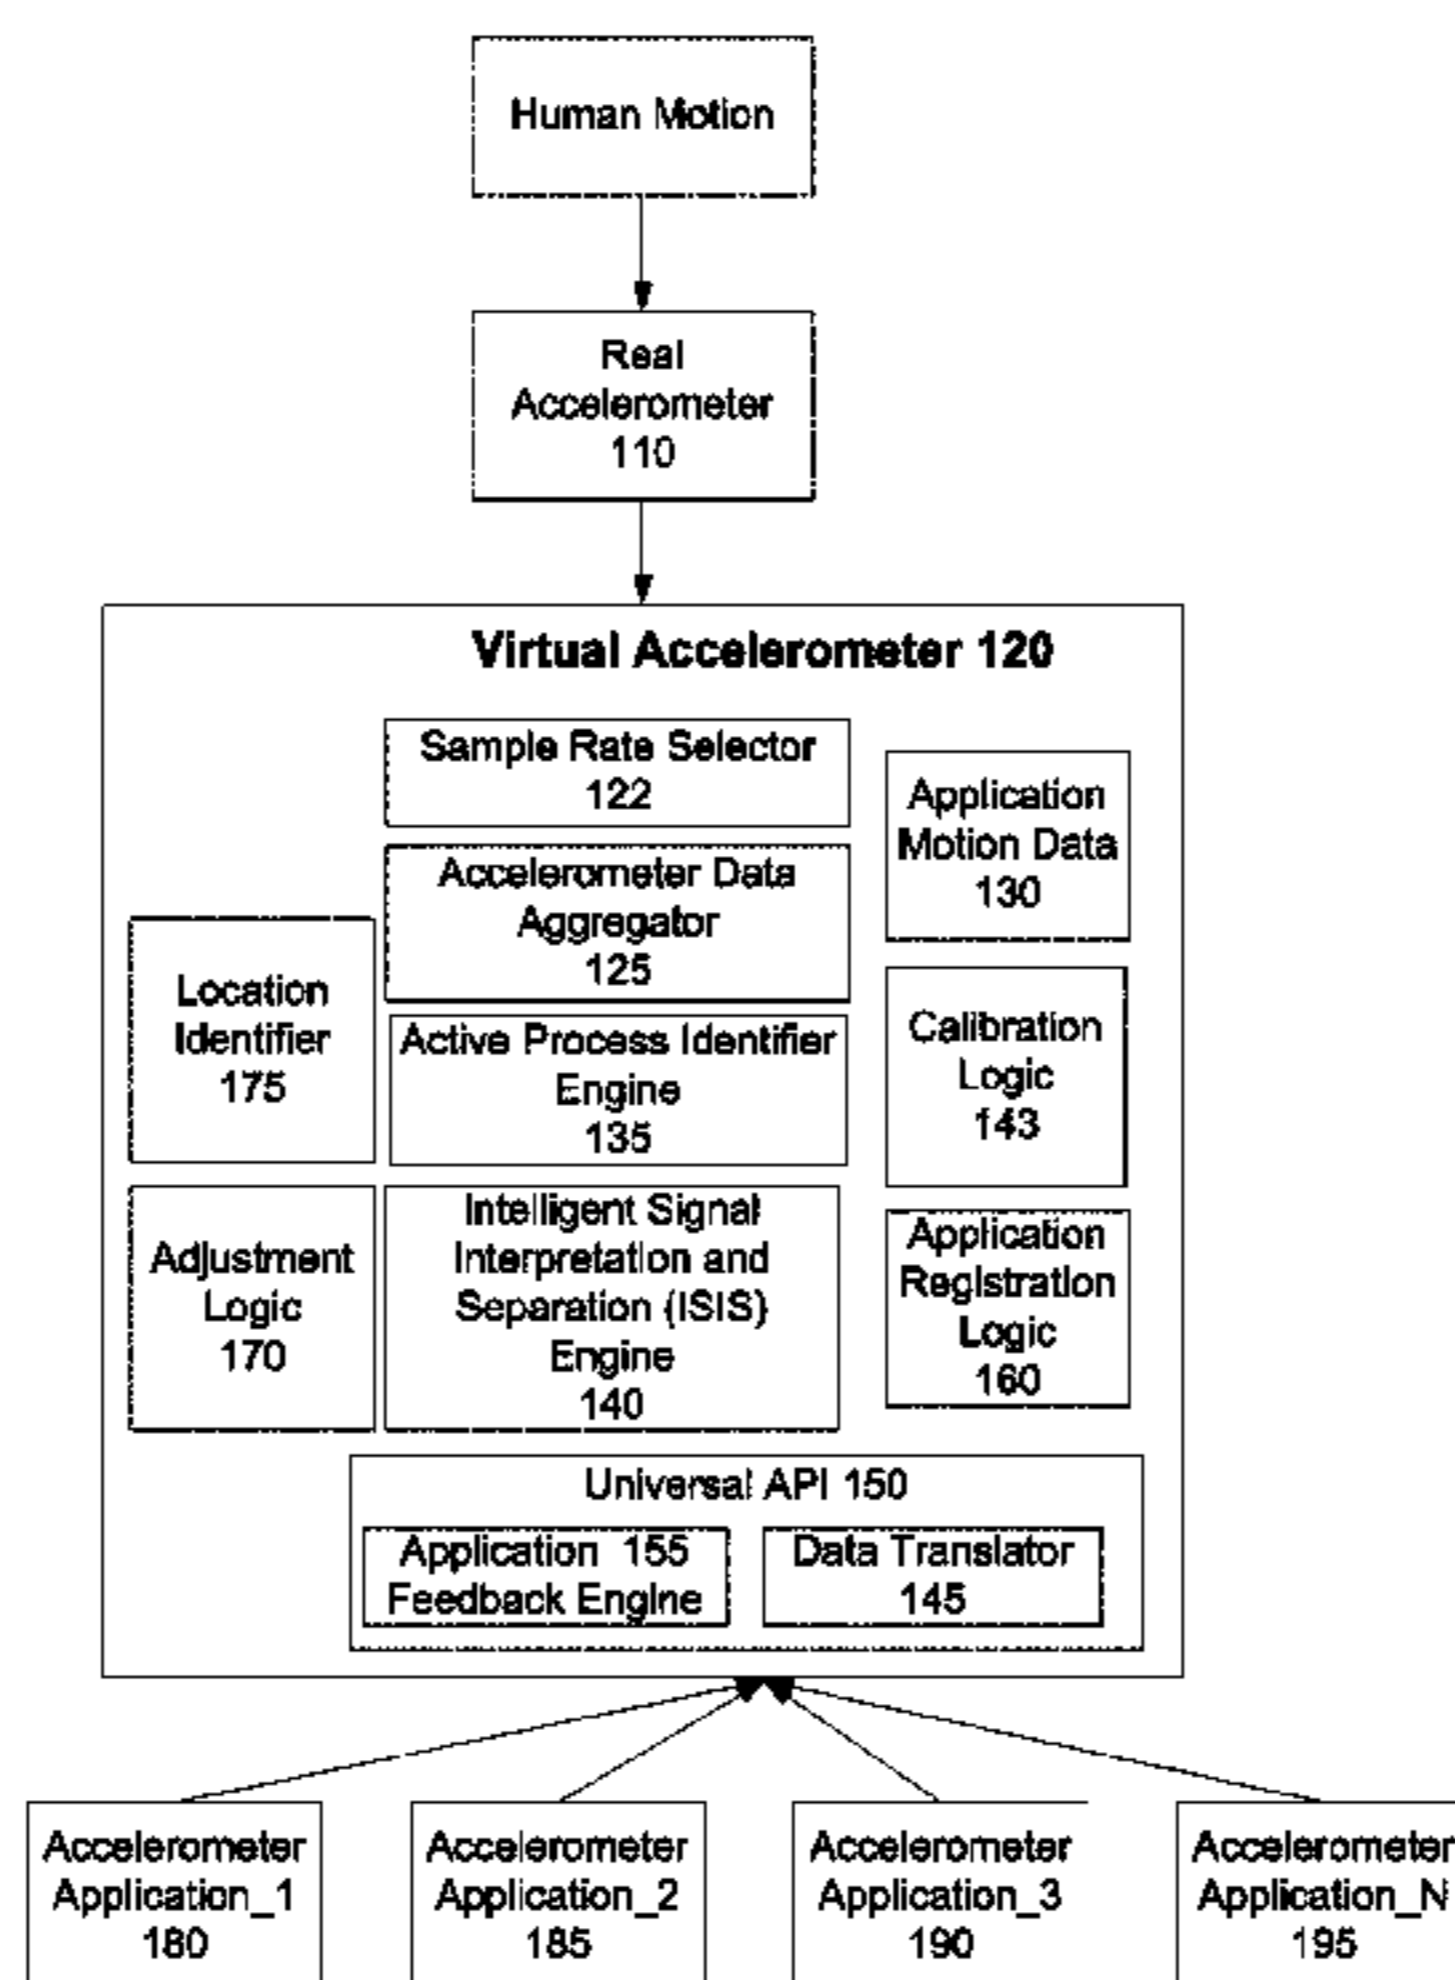 Human Motion
Real
Accelerometer
110
Virtual Accelerometer 120
Sample Rate Selector
122
Application
Motion Data
130
Accelerometer Data
Aggregator
125
Location
Identifier
175
Active Process Identifier
Engine
135
Calibration
Logic
143
Adjustment
Logic
170
Intelligent Signal
Interpretation and
Separation (ISIS)
Engine
140
Application
Registration
Logic
160
Universal API 150
Application 155
Feedback Engine
Data Translator
145
Accelerometer
Application_1
180
Accelerometer
Application_2
185
Accelerometer
Application_3
190
Accelerometer
Application_N
195